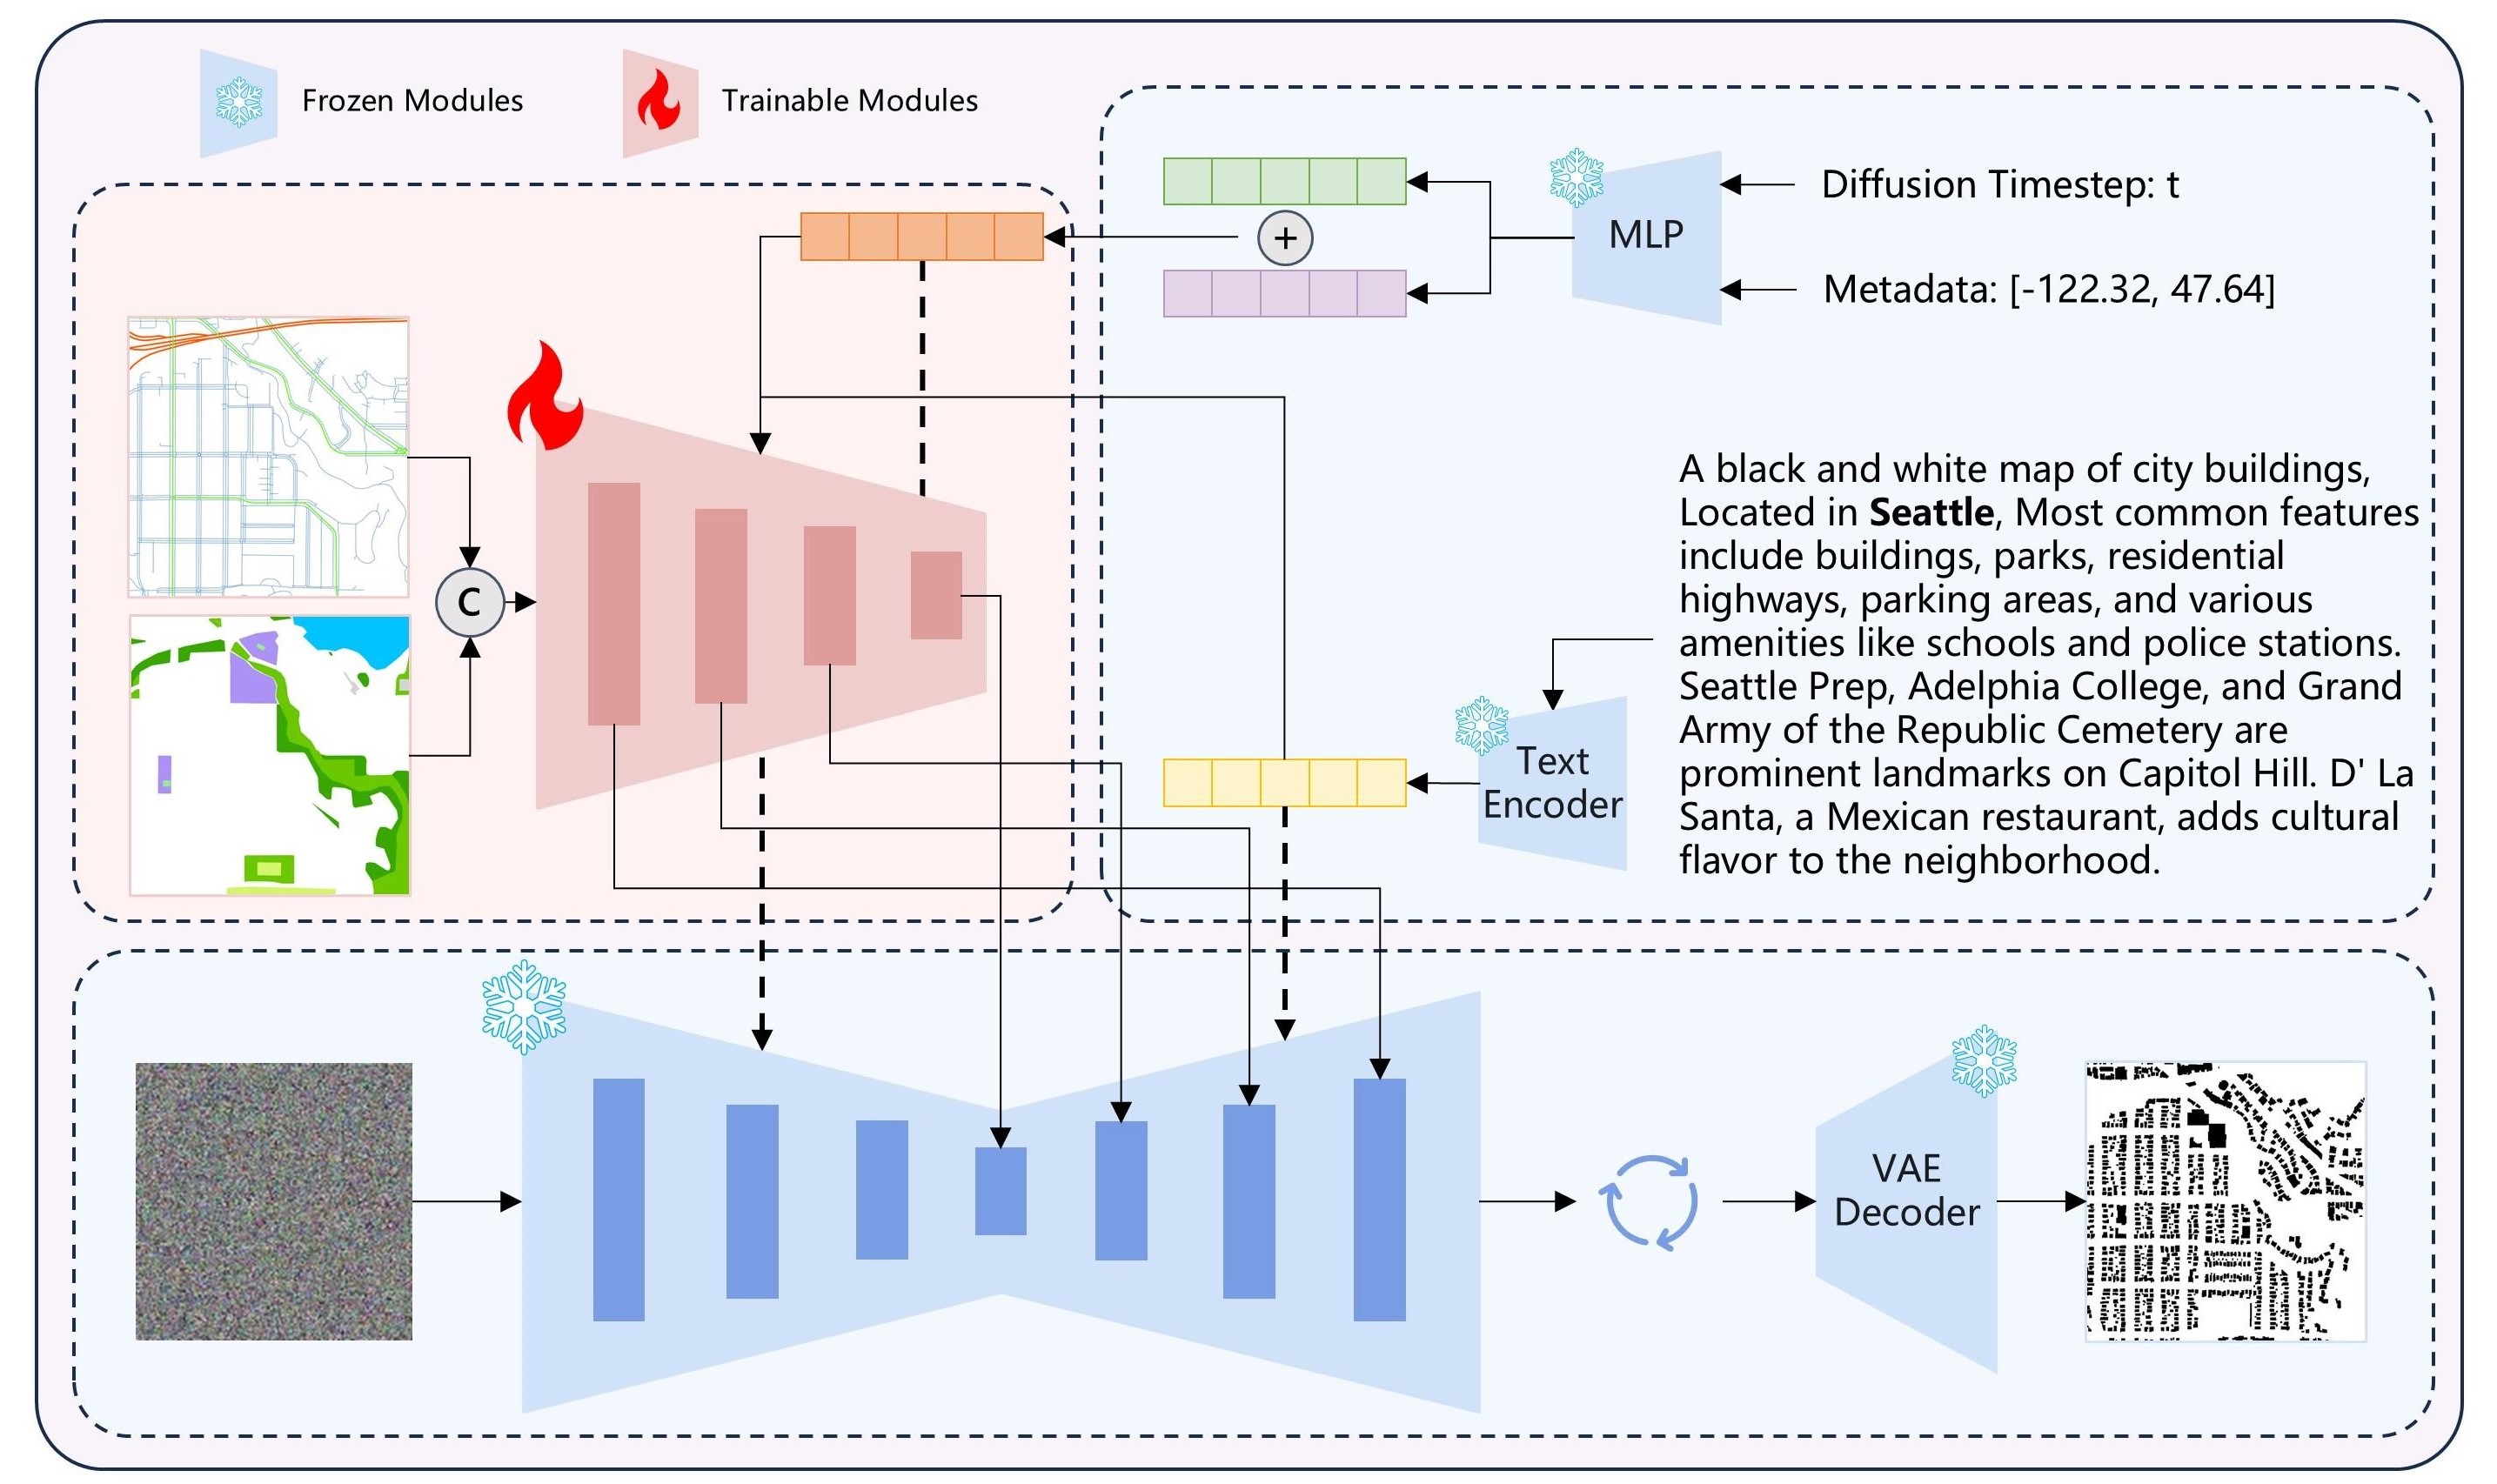 Frozen Modules
Trainable Modules
Diffusion Timestep: t
+
MLP
Metadata: [-122.32, 47.64]
C
A black and white map of city buildings,
Located in Seattle, Most common features
include buildings, parks, residential
highways, parking areas, and various
amenities like schools and police stations.
Seattle Prep, Adelphia College, and Grand
Army of the Republic Cemetery are
prominent landmarks on Capitol Hill. D' La
Santa, a Mexican restaurant, adds cultural
flavor to the neighborhood.
Text
Encoder
VAE
Decoder